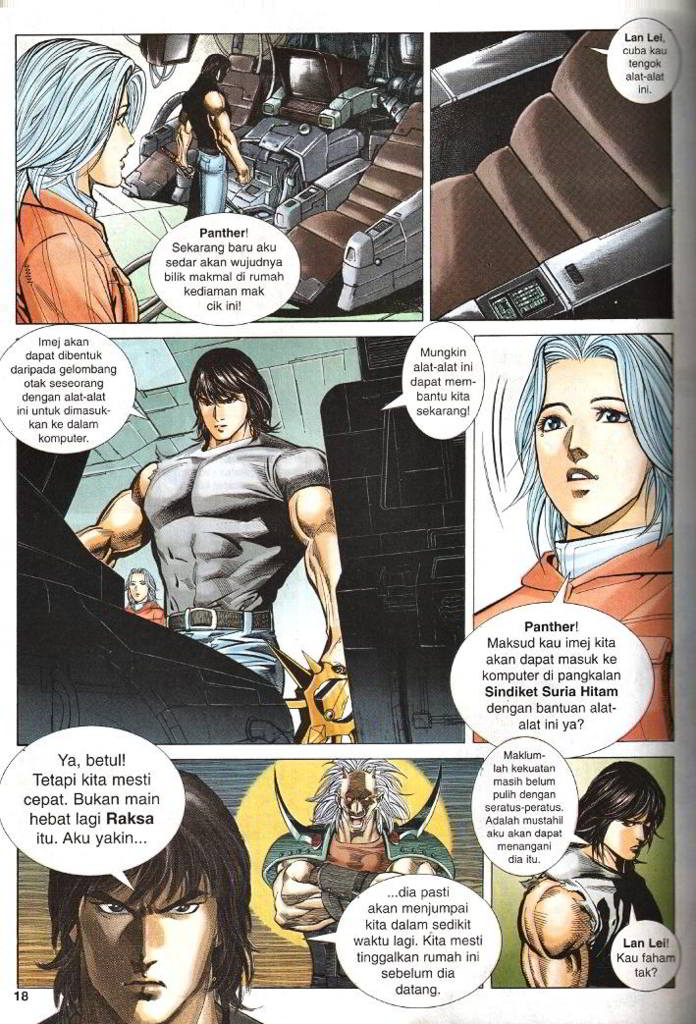 Panther!
Sekarang baru aku
sedar akan wujudnya
bilik makmal di rumah
kediaman mak
cik ini!
Lan Lei,
cuba kau
tengok
alat-alat
ini.
Imej akan
dapat dibentuk
daripada gelombang
otak seseorang
dengan alat-alat
ini untuk dimasuk-
kan ke dalam
komputer.
Mungkin
alat-alat ini
dapat mem-
bantu kita
sekarang!
Panther!
Maksud kau imej kita
akan dapat masuk ke
komputer di pangkalan
Sindiket Suria Hitam
dengan bantuan alat-
alat ini ya?
Ya, betul!
Tetapi kita mesti
cepat. Bukan main
hebat lagi Raksa
itu. Aku yakin...
...dia pasti
akan menjumpai
kita dalam sedikit
waktu lagi. Kita mesti
tinggalkan rumah ini
sebelum dia
datang.
Maklum-
lah kekuatan
masih belum
pulih dengan
seratus-peratus.
Adalah mustahil
aku akan dapat
menangani
dia itu.
Lan Lei!
Kau faham
tak?
18